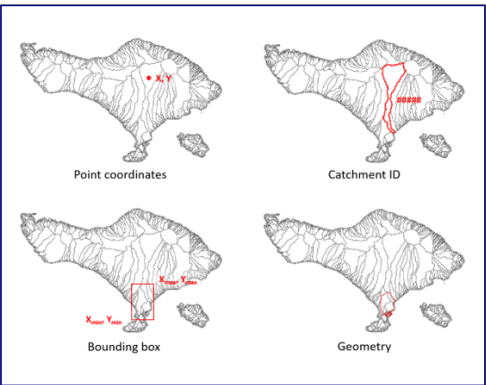 X, Y
#####
Point coordinates
Catchment ID
Xmax, Ymax
Xmin, Ymin
Bounding box
Geometry